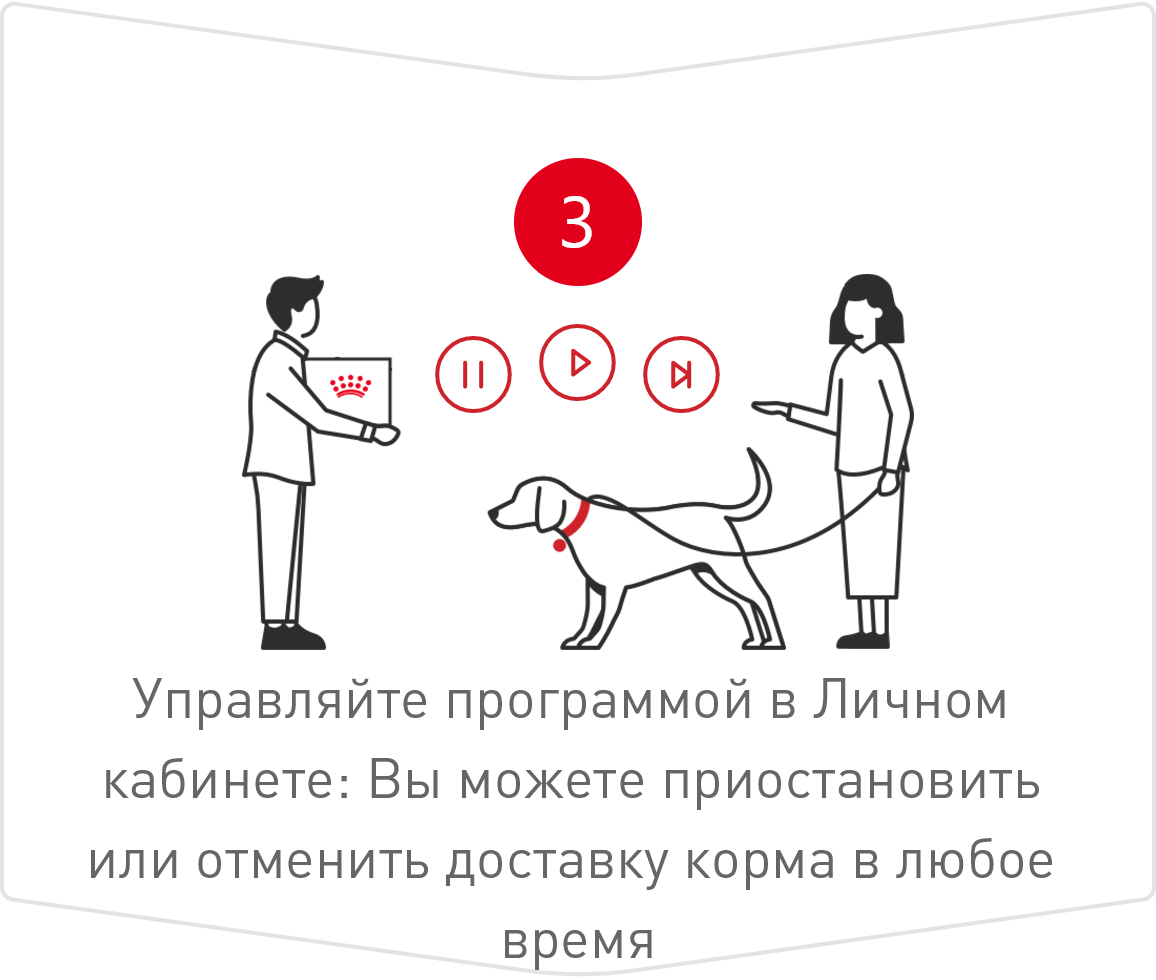 3
Управляйте программой в Личном
кабинете: Вы можете приостановить
или отменить доставку корма в любое
время